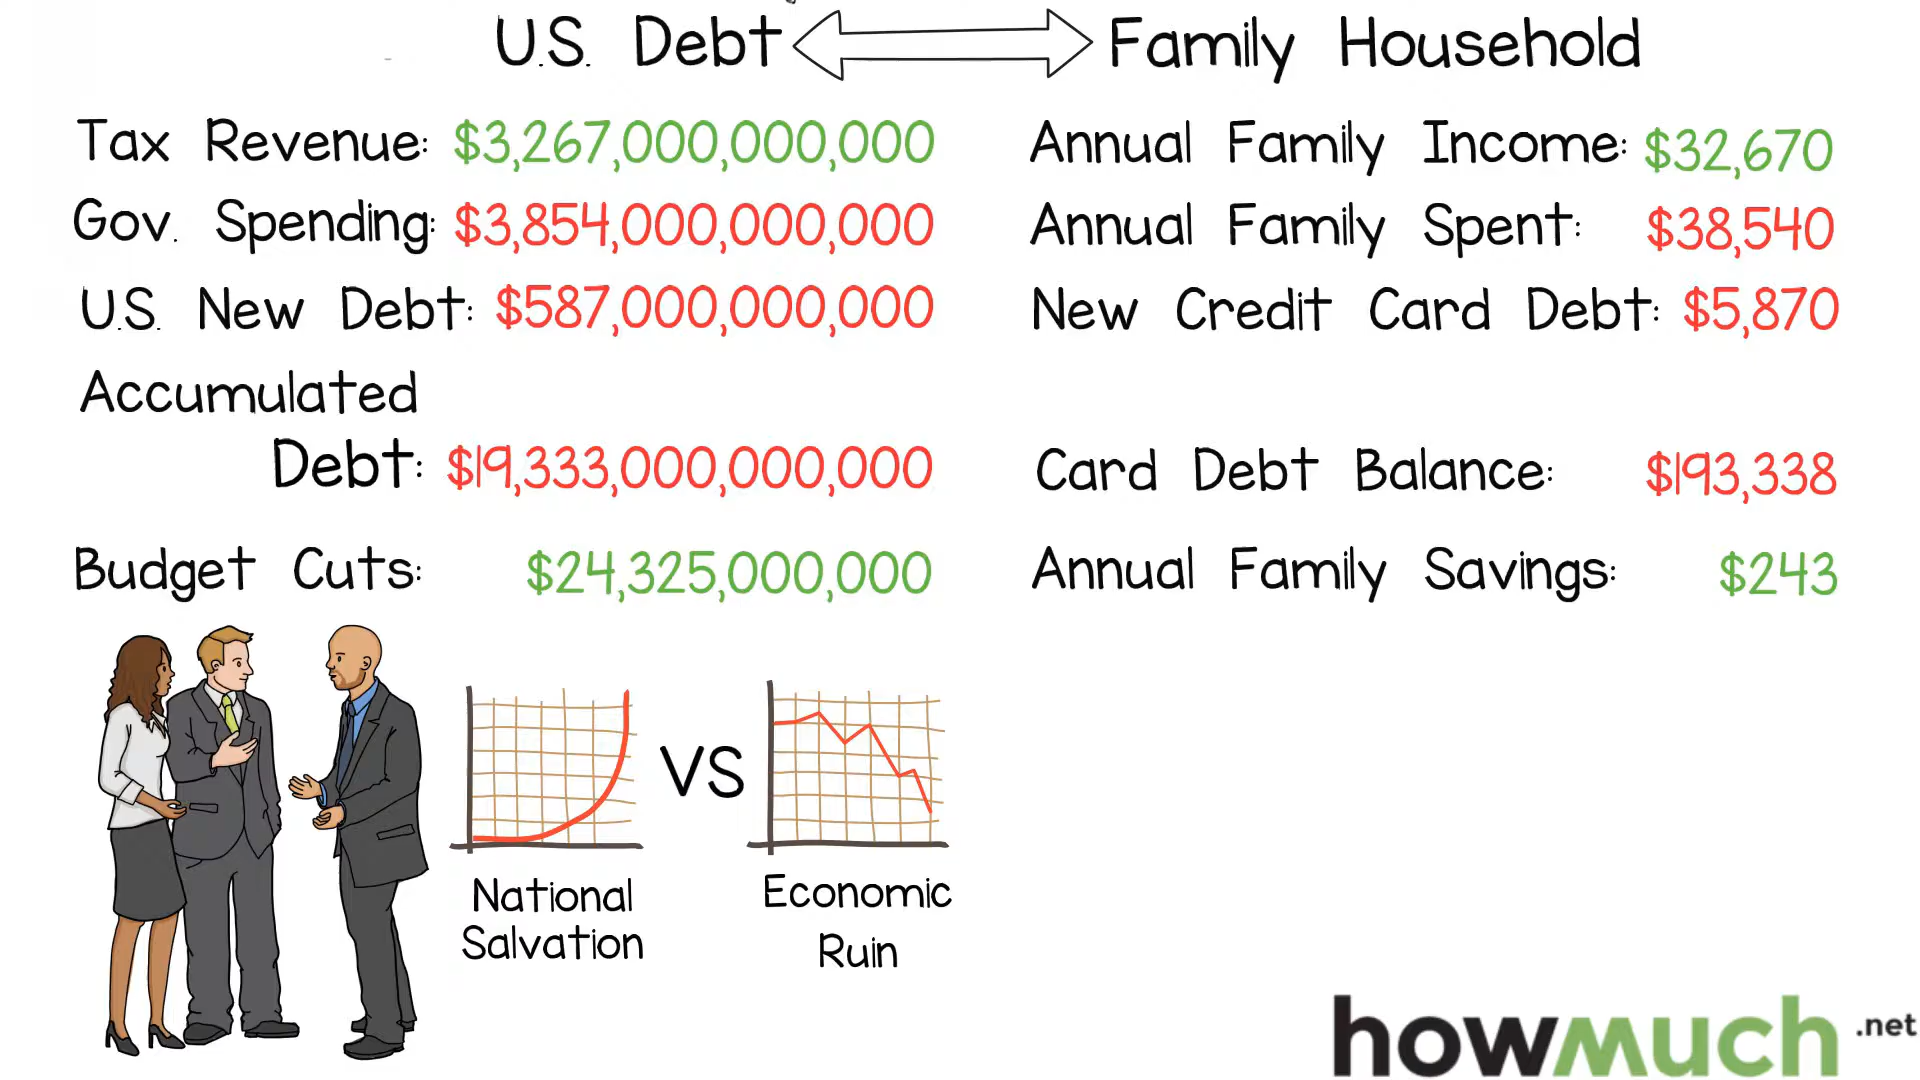 U.S. Debt
Family Household
Tax Revenue: $3,267,000,000,000
Annual Family Income: $32,670
Gov. Spending: $3,854,000,000,000
Annual Family Spent: $38,540
U.S. New Debt: $587,000,000,000
New Credit Card Debt: $5,870
Accumulated
Debt: $19,333,000,000,000
Card Debt Balance: $193,338
Budget Cuts: $24,325,000,000
Annual Family Savings: $243
VS
National
Salvation
Economic
Ruin
howmuch.net